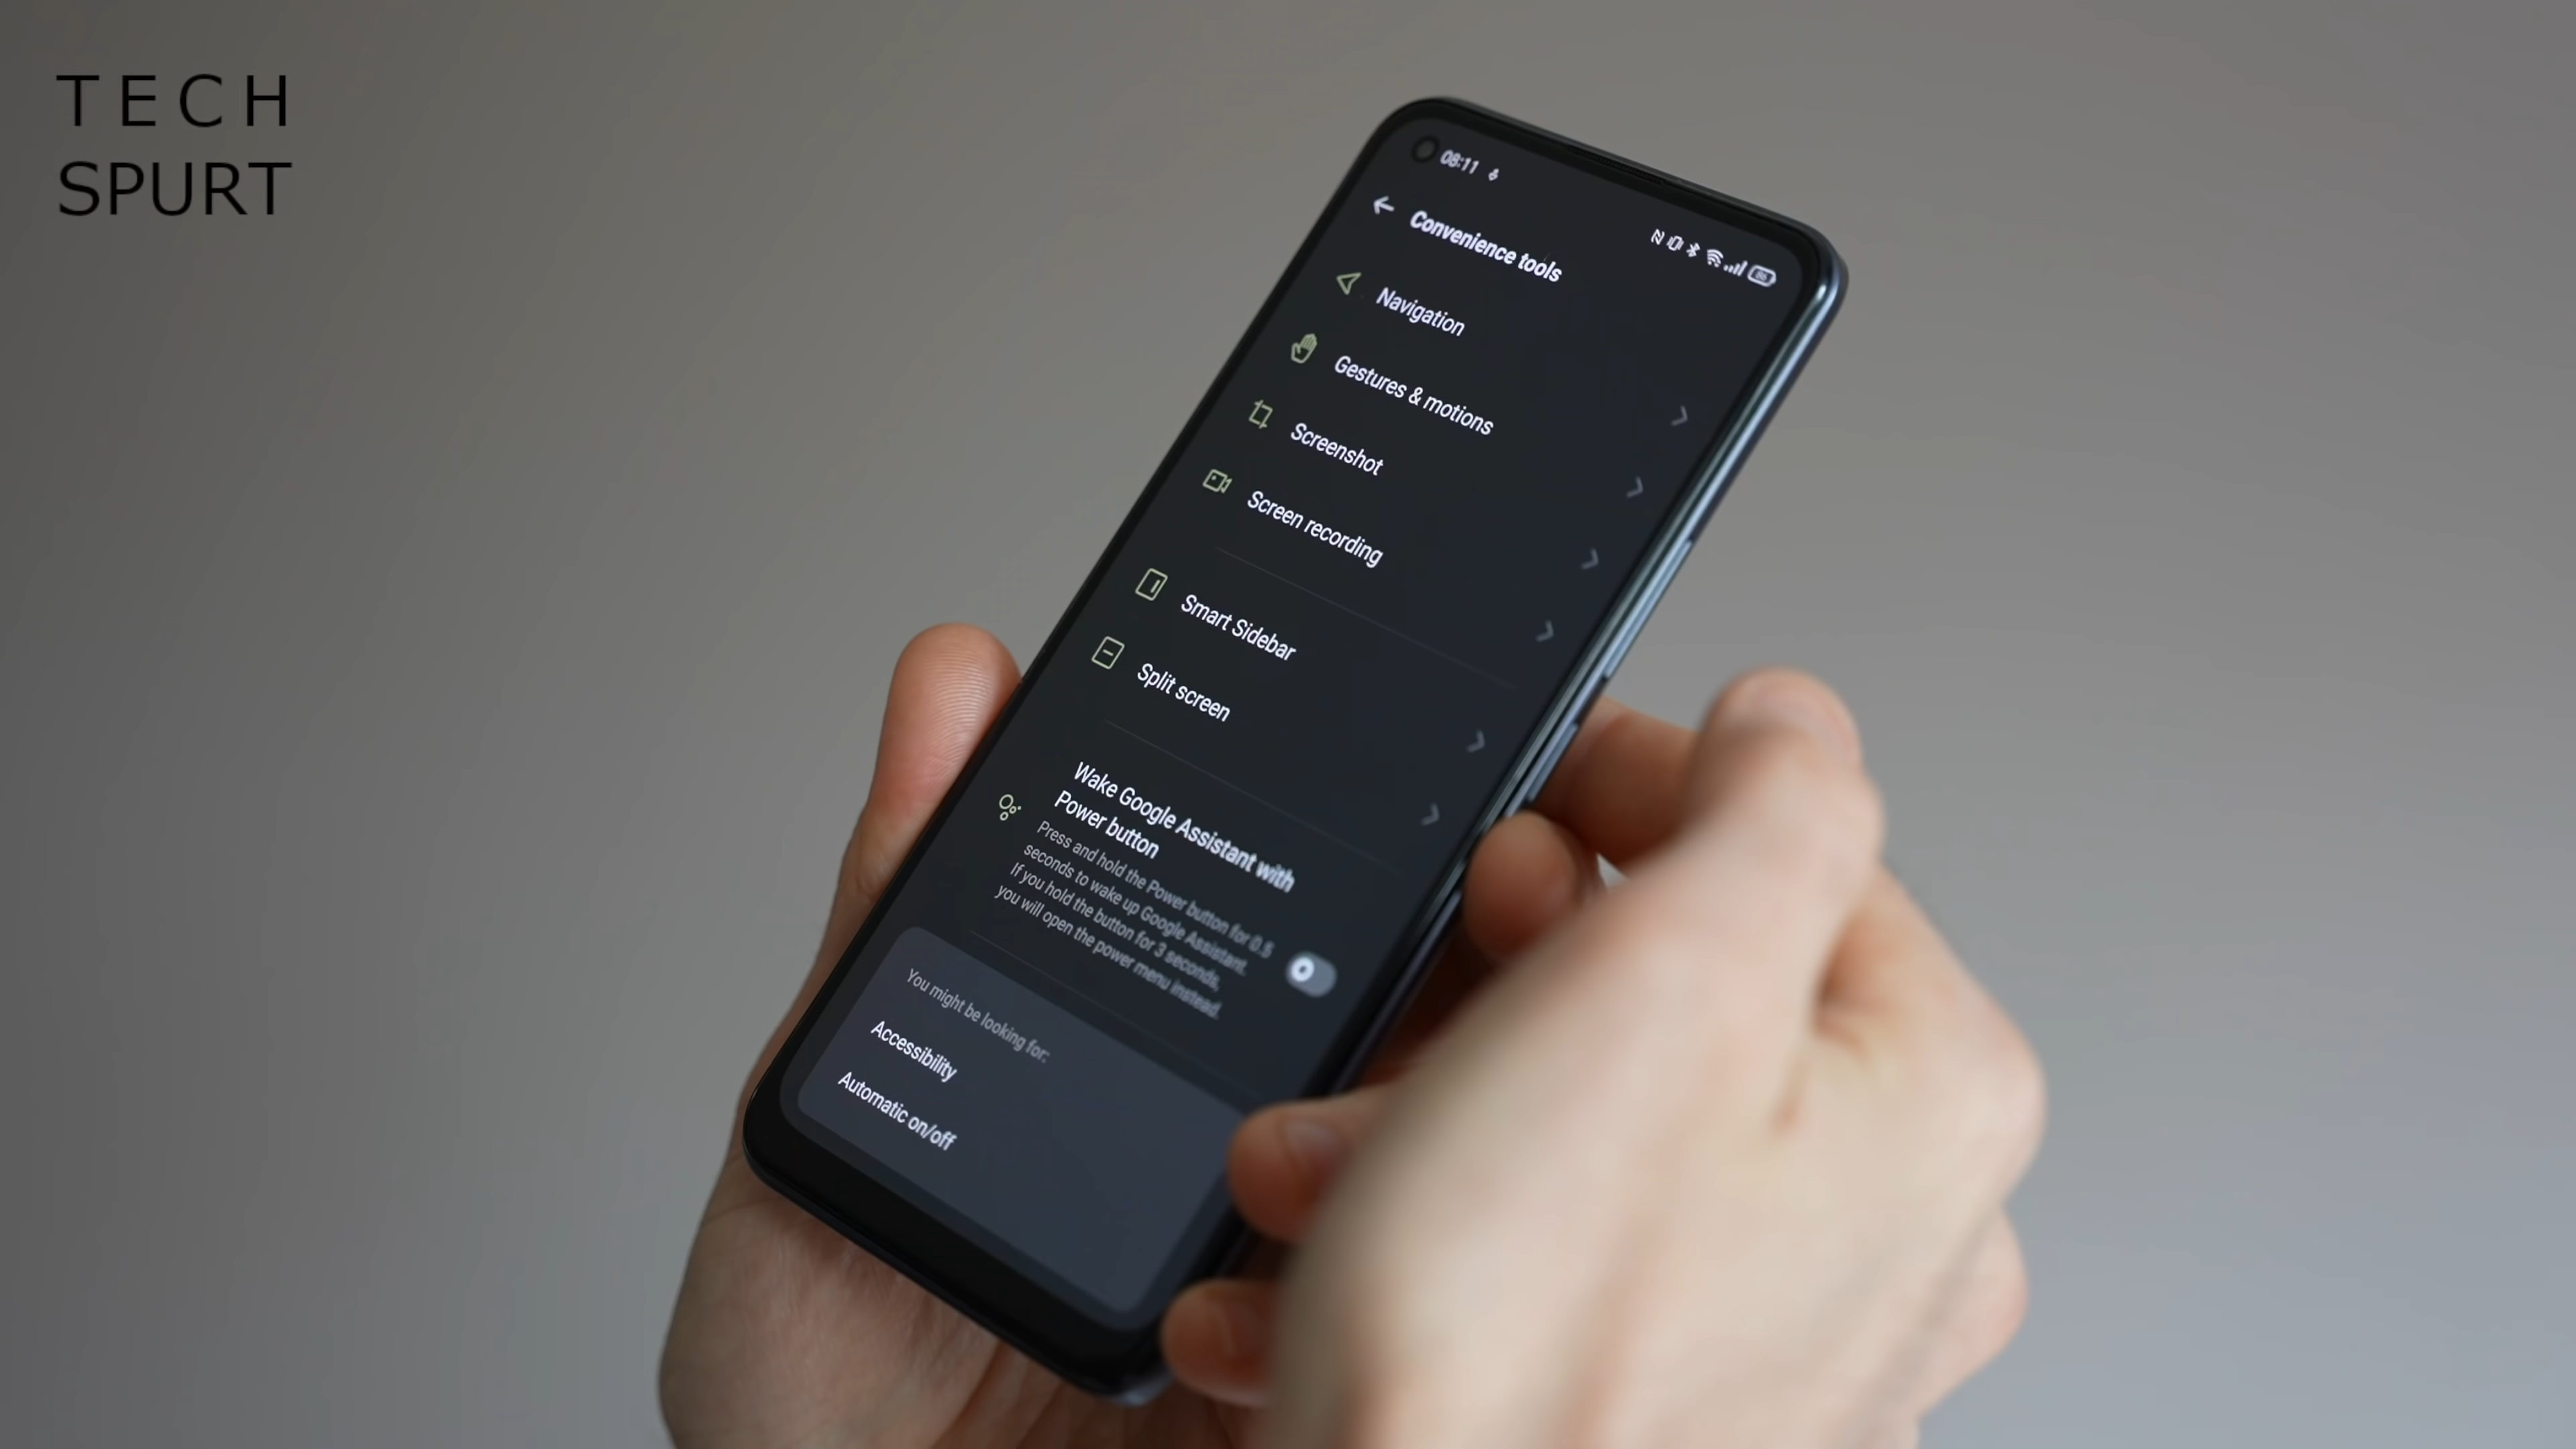 TECH
SPURT
08:11
Convenience tools
Navigation
Gestures & motions
Screenshot
Screen recording
Smart Sidebar
Split screen
Wake Google Assistant with
Power button
Press and hold the Power button for 0.5
seconds to wake up Google Assistant.
If you hold the button for 3 seconds,
you will open the power menu instead.
You might be looking for:
Accessibility
Automatic on/off